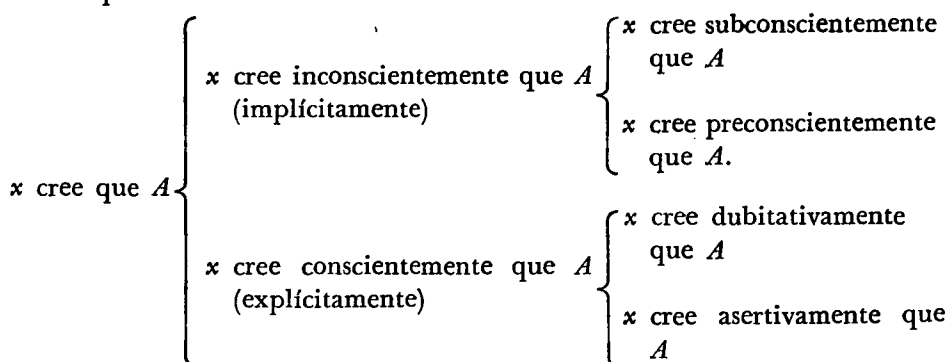 x cree subconscientemente
que A
x cree inconscientemente que A
(implícitamente)
x cree preconscientemente
que A.
x cree que A
x cree dubitativamente
que A
x cree conscientemente que A
(explícitamente)
x cree asertivamente que
A